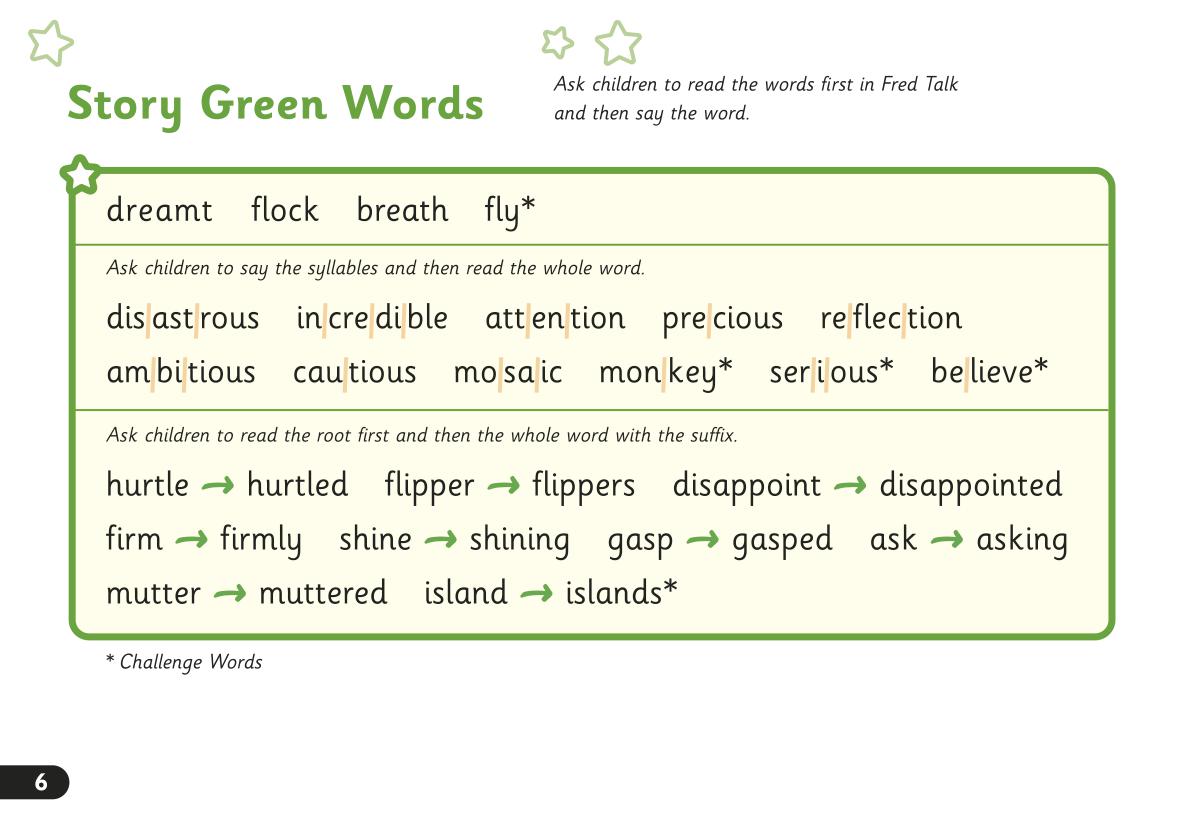 Story Green Words
Ask children to read the words first in Fred Talk
and then say the word.
dreamt flock breath fly*
Ask children to say the syllables and then read the whole word.
dis|ast|rous in|cre|di|ble att|en|tion pre|cious re|flec|tion
am|bi|tious cau|tious mo|sa|ic mon|key* ser|i|ous* be|lieve*
Ask children to read the root first and then the whole word with the suffix.
hurtle → hurtled flipper → flippers disappoint → disappointed
firm → firmly shine → shining gasp → gasped ask → asking
mutter → muttered island → islands*
* Challenge Words
6